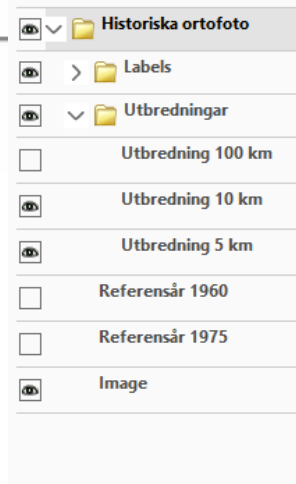 Historiska ortofoto
Labels
Utbredningar
Utbredning 100 km
Utbredning 10 km
Utbredning 5 km
Referensår 1960
Referensår 1975
Image